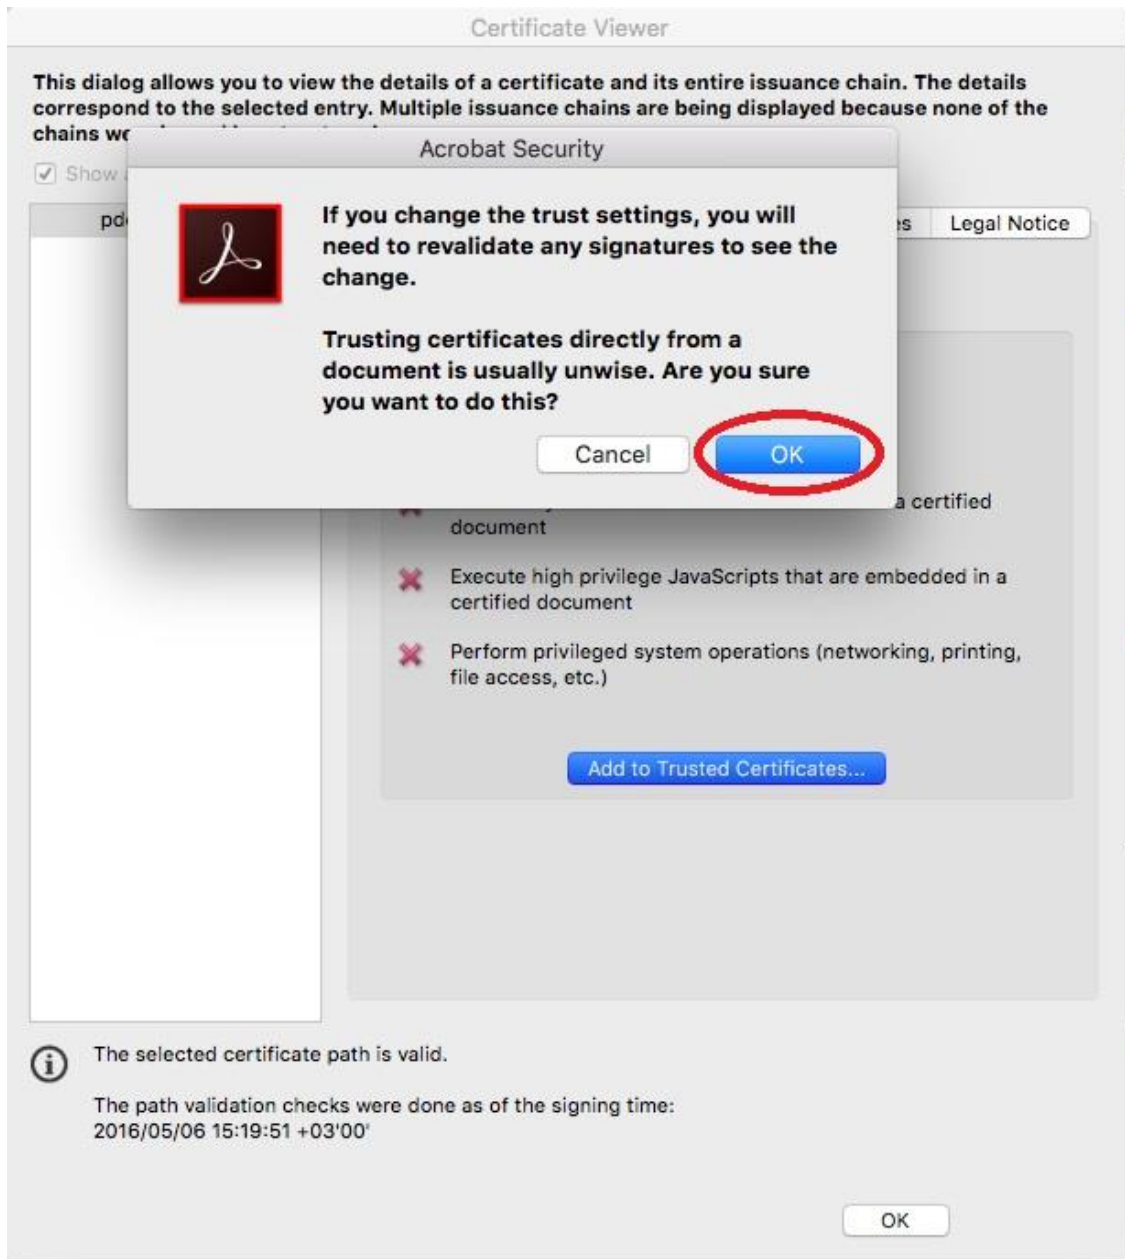 Certificate Viewer
This dialog allows you to view the details of a certificate and its entire issuance chain. The details
correspond to the selected entry. Multiple issuance chains are being displayed because none of the
chains
Acrobat Security
Show
If you change the trust settings, you will
need to revalidate any signatures to see the
change.
Legal Notice
Trusting certificates directly from a
document is usually unwise. Are you sure
you want to do this?
Cancel
OK
a certified
document
Execute high privilege JavaScripts that are embedded in a
certified document
Perform privileged system operations (networking, printing,
file access, etc.)
Add to Trusted Certificates...
The selected certificate path is valid.
The path validation checks were done as of the signing time:
2016/05/06 15:19:51 +03'00'
OK